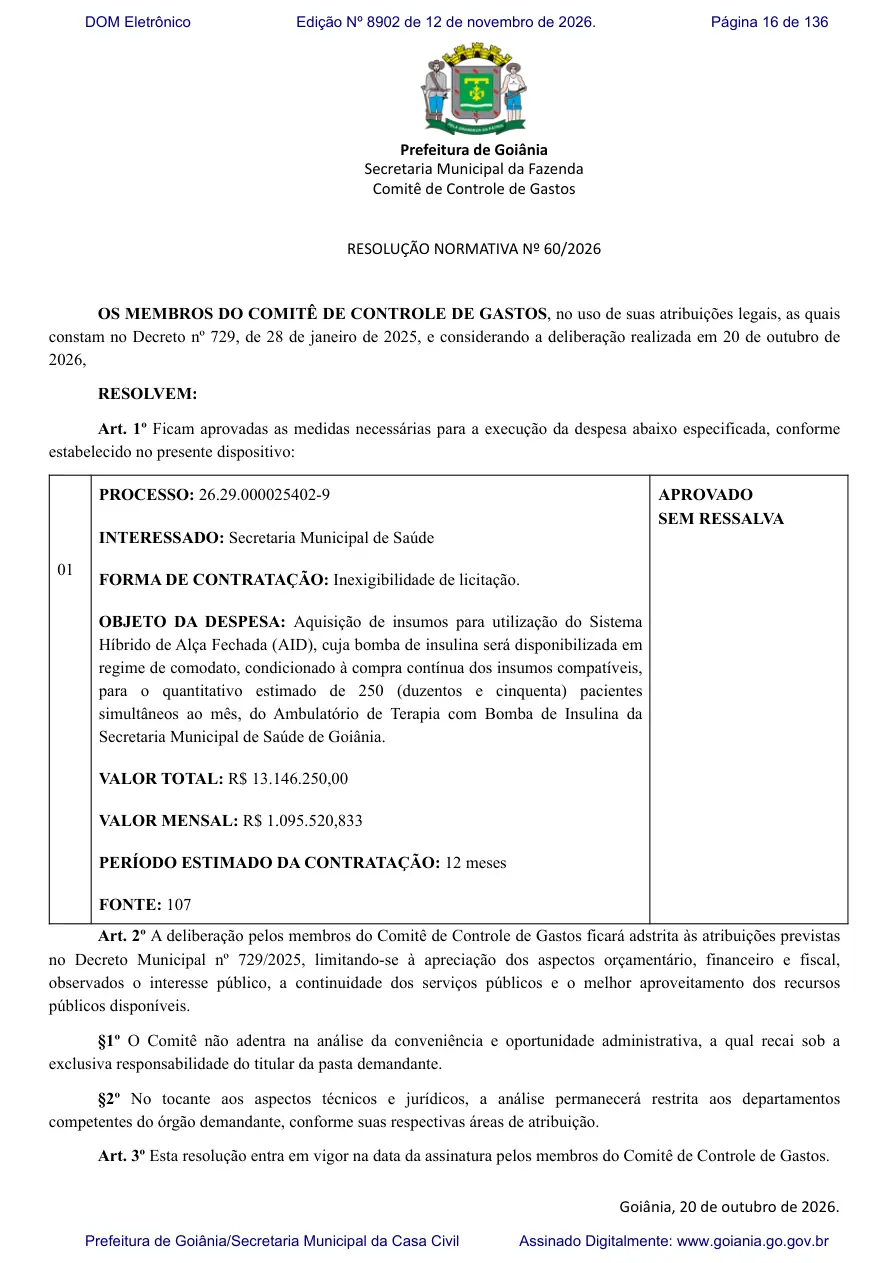 DOM Eletrônico Edição Nº 8902 de 12 de novembro de 2026. Página 16 de 136
Prefeitura de Goiânia
Secretaria Municipal da Fazenda
Comitê de Controle de Gastos
RESOLUÇÃO NORMATIVA Nº 60/2026
OS MEMBROS DO COMITÊ DE CONTROLE DE GASTOS, no uso de suas atribuições legais, as quais
constam no Decreto nº 729, de 28 de janeiro de 2025, e considerando a deliberação realizada em 20 de outubro de
2026,
RESOLVEM:
Art. 1º Ficam aprovadas as medidas necessárias para a execução da despesa abaixo especificada, conforme
estabelecido no presente dispositivo:
01
PROCESSO: 26.29.000025402-9
INTERESSADO: Secretaria Municipal de Saúde
FORMA DE CONTRATAÇÃO: Inexigibilidade de licitação.
OBJETO DA DESPESA: Aquisição de insumos para utilização do Sistema
Híbrido de Alça Fechada (AID), cuja bomba de insulina será disponibilizada em
regime de comodato, condicionado à compra contínua dos insumos compatíveis,
para o quantitativo estimado de 250 (duzentos e cinquenta) pacientes
simultâneos ao mês, do Ambulatório de Terapia com Bomba de Insulina da
Secretaria Municipal de Saúde de Goiânia.
VALOR TOTAL: R$ 13.146.250,00
VALOR MENSAL: R$ 1.095.520,833
PERÍODO ESTIMADO DA CONTRATAÇÃO: 12 meses
FONTE: 107
APROVADO
SEM RESSALVA
Art. 2º A deliberação pelos membros do Comitê de Controle de Gastos ficará adstrita às atribuições previstas
no Decreto Municipal nº 729/2025, limitando-se à apreciação dos aspectos orçamentário, financeiro e fiscal,
observados o interesse público, a continuidade dos serviços públicos e o melhor aproveitamento dos recursos
públicos disponíveis.
§1º O Comitê não adentra na análise da conveniência e oportunidade administrativa, a qual recai sob a
exclusiva responsabilidade do titular da pasta demandante.
§2º No tocante aos aspectos técnicos e jurídicos, a análise permanecerá restrita aos departamentos
competentes do órgão demandante, conforme suas respectivas áreas de atribuição.
Art. 3º Esta resolução entra em vigor na data da assinatura pelos membros do Comitê de Controle de Gastos.
Goiânia, 20 de outubro de 2026.
Prefeitura de Goiânia/Secretaria Municipal da Casa Civil Assinado Digitalmente: www.goiania.go.gov.br